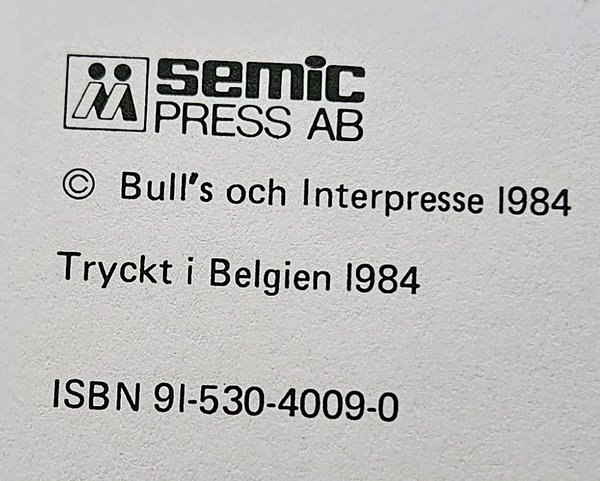 semic
PRESS AB
© Bull's och Interpresse 1984
Tryckt i Belgien 1984
ISBN 91-530-4009-0